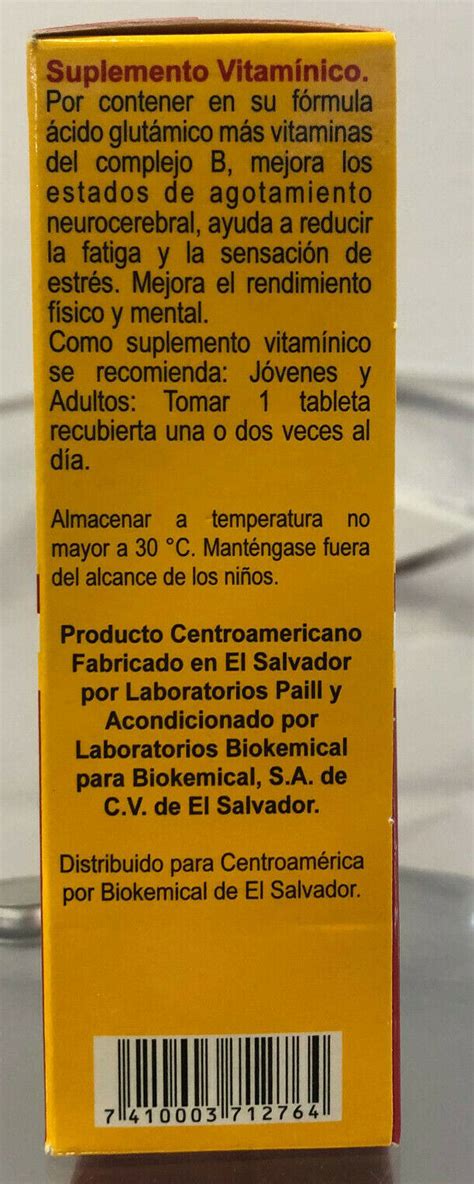 Suplemento Vitamínico.
Por contener en su fórmula
ácido glutámico más vitaminas
del complejo B, mejora los
estados de agotamiento
neurocerebral, ayuda a reducir
la fatiga y la sensación de
estrés. Mejora el rendimiento
físico y mental.
Como suplemento vitamínico
se recomienda: Jóvenes y
Adultos: Tomar 1 tableta
recubierta una o dos veces al
día.
Almacenar a temperatura no
mayor a 30 °C. Manténgase fuera
del alcance de los niños.
Producto Centroamericano
Fabricado en El Salvador
por Laboratorios Paill y
Acondicionado por
Laboratorios Biokemical
para Biokemical, S.A. de
C.V. de El Salvador.
Distribuido para Centroamérica
por Biokemical de El Salvador.
7 410003 712764